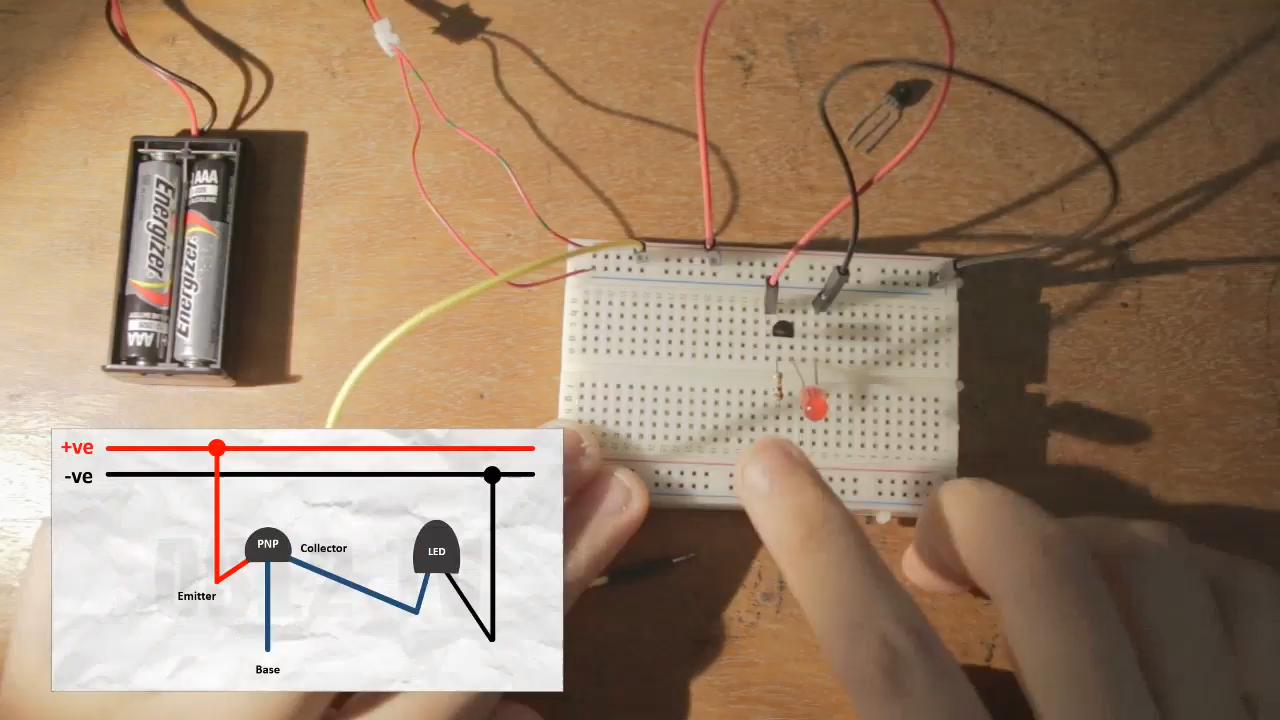 Energizer
AAA
Energizer
AAA
+ve
-ve
PNP
Collector
LED
Emitter
Base